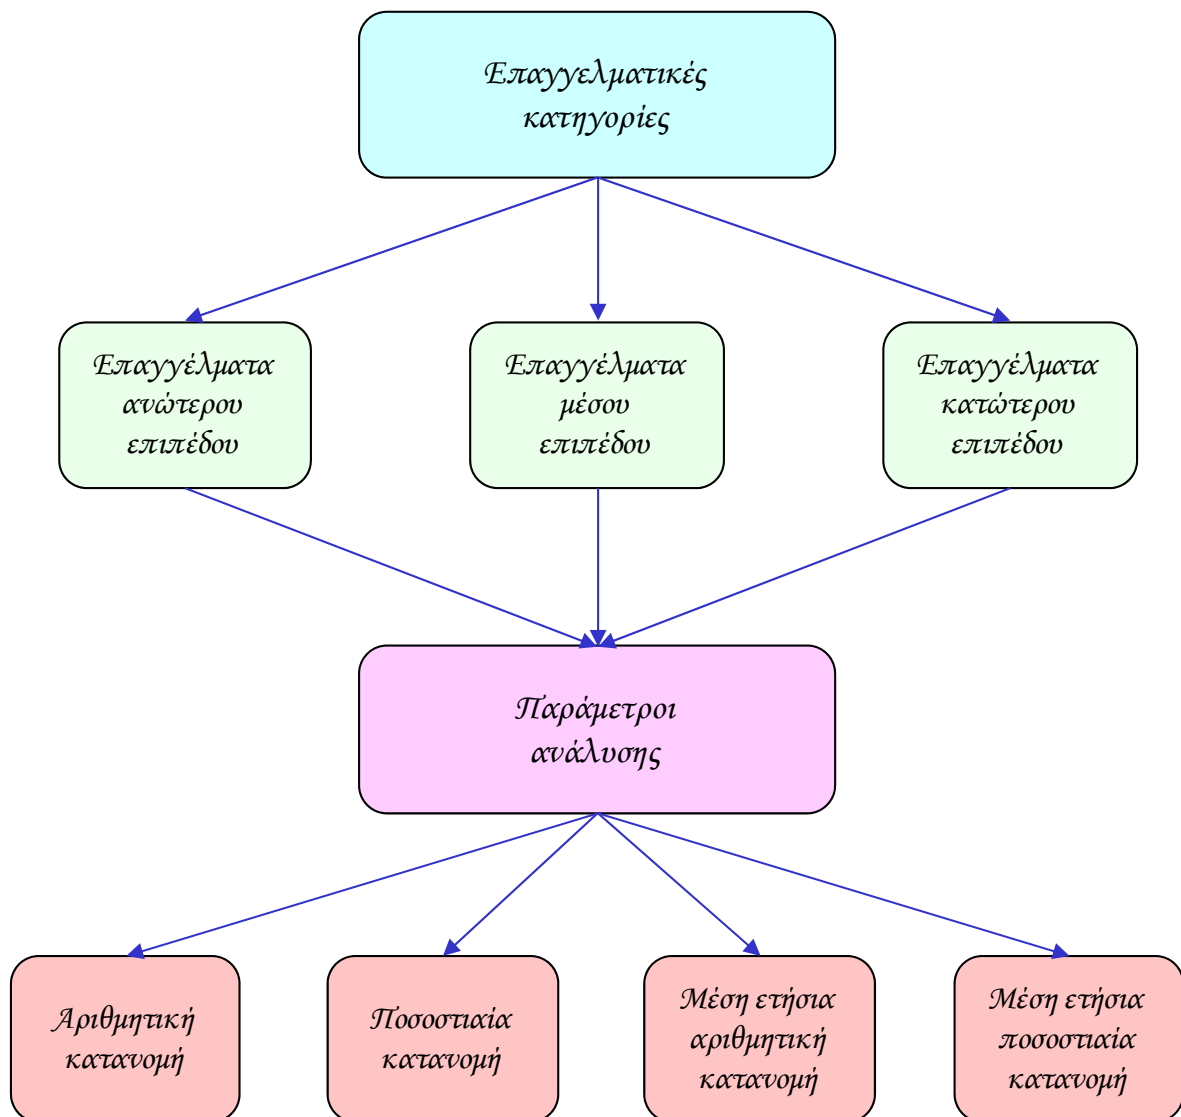 Επαγγελματικές
κατηγορίες
Επαγγέλματα
ανώτερου
επιπέδου
Επαγγέλματα
μέσου
επιπέδου
Επαγγέλματα
κατώτερου
επιπέδου
Παράμετροι
ανάλυσης
Αριθμητική
κατανομή
Ποσοστιαία
κατανομή
Μέση ετήσια
αριθμητική
κατανομή
Μέση ετήσια
ποσοστιαία
κατανομή